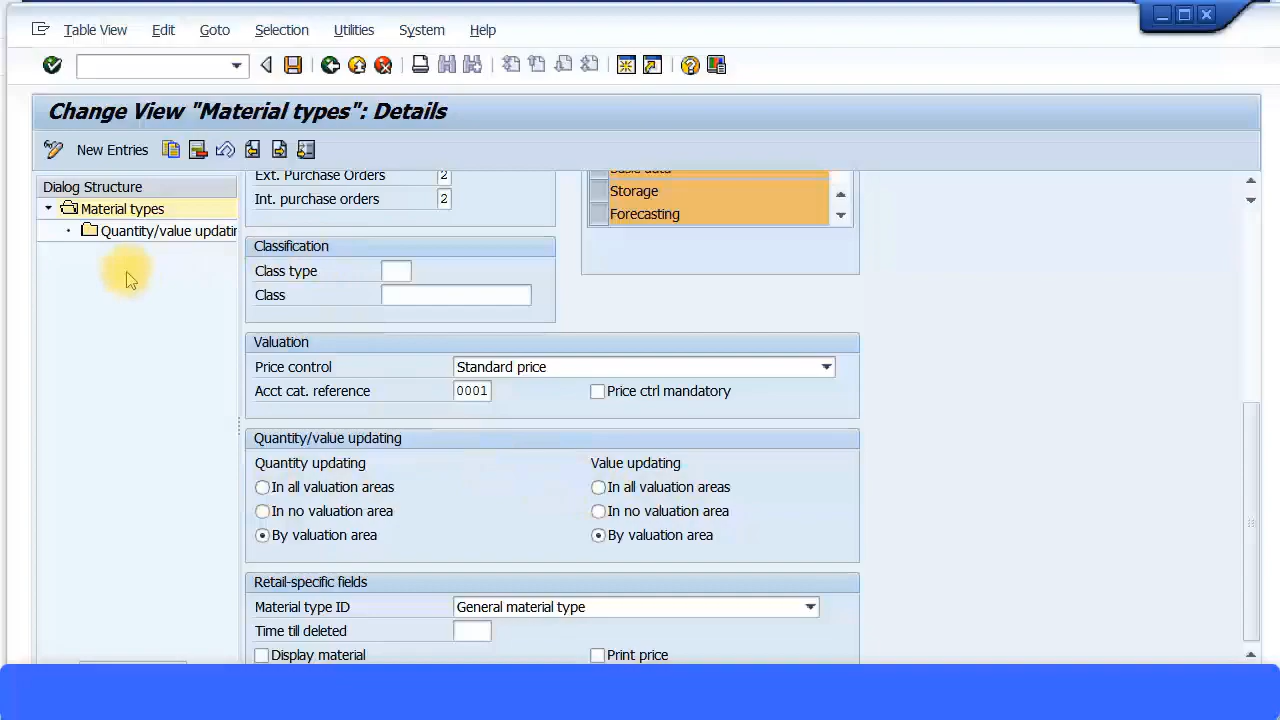 Table View Edit Goto Selection Utilities System Help
Change View "Material types": Details
New Entries
Dialog Structure
Material types
Quantity/value updatin
Ext. Purchase Orders 2
Int. purchase orders 2
Basic data
Storage
Forecasting
Classification
Class type
Class
Valuation
Price control Standard price
Acct cat. reference 0001 Price ctrl mandatory
Quantity/value updating
Quantity updating Value updating
In all valuation areas In all valuation areas
In no valuation area In no valuation area
By valuation area By valuation area
Retail-specific fields
Material type ID General material type
Time till deleted
Display material Print price